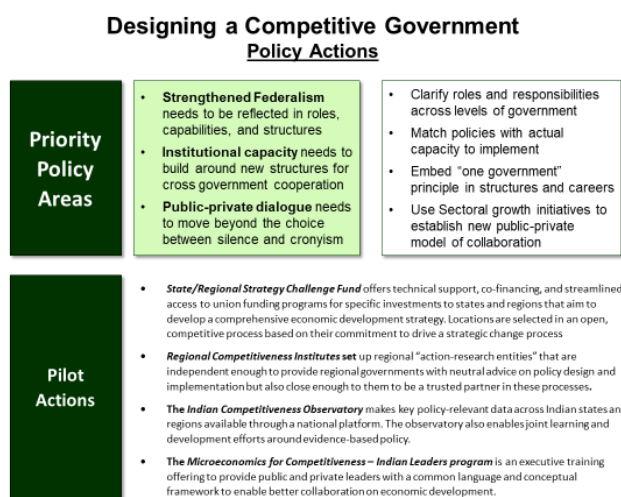 Designing a Competitive Government
Policy Actions
Priority
Policy
Areas
• Strengthened Federalism
needs to be reflected in roles,
capabilities, and structures
• Institutional capacity needs to
build around new structures for
cross government cooperation
• Public-private dialogue needs
to move beyond the choice
between silence and cronyism
• Clarify roles and responsibilities
across levels of government
• Match policies with actual
capacity to implement
• Embed “one government”
principle in structures and careers
• Use Sectoral growth initiatives to
establish new public-private
model of collaboration
Pilot
Actions
• State/Regional Strategy Challenge Fund offers technical support, co-financing, and streamlined
access to union funding programs for specific investments to states and regions that aim to
develop a comprehensive economic development strategy. Locations are selected in an open,
competitive process based on their commitment to drive a strategic change process
• Regional Competitiveness Institutes set up regional “action-research entities” that are
independent enough to provide regional governments with neutral advice on policy design and
implementation but also close enough to them to be a trusted partner in these processes.
• The Indian Competitiveness Observatory makes key policy-relevant data across Indian states an
regions available through a national platform. The observatory also enables joint learning and
development efforts around evidence-based policy.
• The Microeconomics for Competitiveness – Indian Leaders program is an executive training
offering to provide public and private leaders with a common language and conceptual
framework to enable better collaboration on economic development.